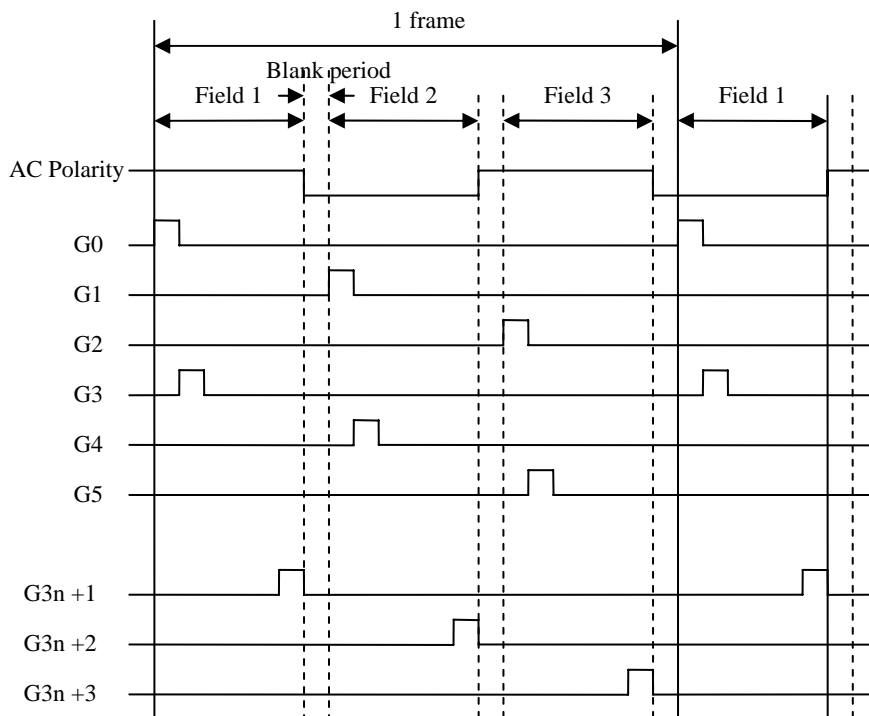 1 frame
Blank period
Field 1 Field 2 Field 3 Field 1
AC Polarity
G0
G1
G2
G3
G4
G5
G3n +1
G3n +2
G3n +3